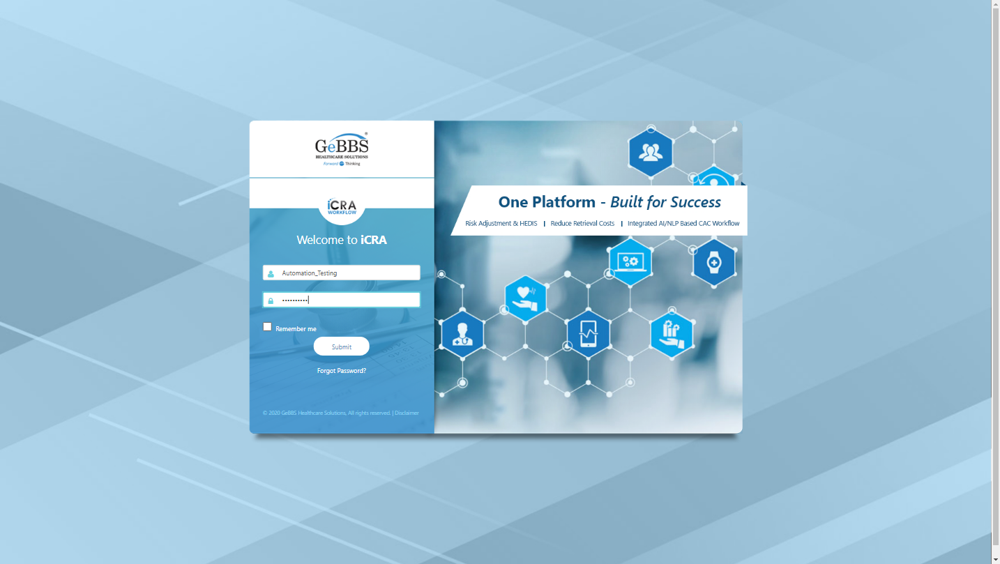 GeBBS®
HEALTHCARE SOLUTIONS
Forward Thinking
iCRA
WORKFLOW
Welcome to iCRA
Automation_Testing
••••••••••
Remember me
Submit
Forgot Password?
© 2020 GeBBS Healthcare Solutions, All rights reserved. | Disclaimer
One Platform - Built for Success
Risk Adjustment & HEDIS | Reduce Retrieval Costs | Integrated AI/NLP Based CAC Workflow